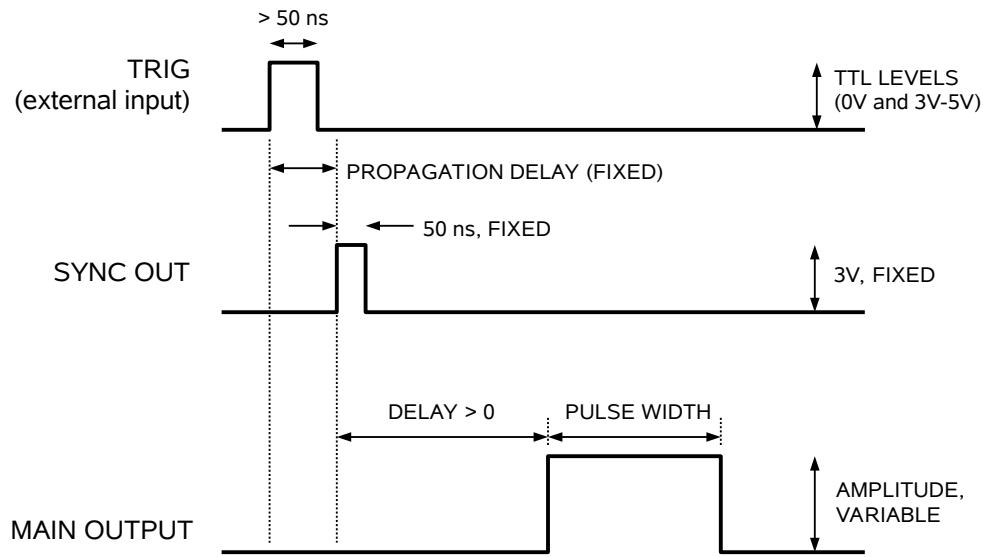 > 50 ns
TRIG
(external input)
TTL LEVELS
(0V and 3V-5V)
PROPAGATION DELAY (FIXED)
50 ns, FIXED
SYNC OUT
3V, FIXED
DELAY > 0
PULSE WIDTH
MAIN OUTPUT
AMPLITUDE,
VARIABLE